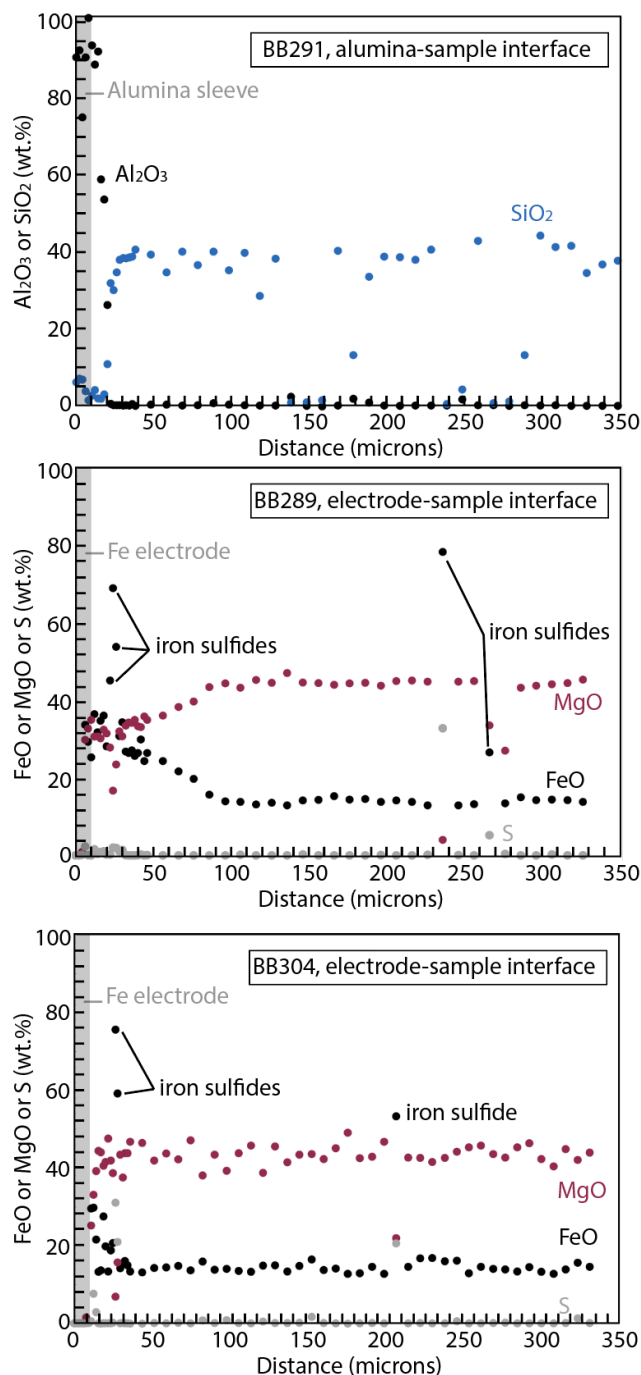 100
80
60
40
20
0
Al₂O₃ or SiO₂ (wt.%)
BB291, alumina-sample interface
Alumina sleeve
Al₂O₃
SiO₂
0 50 100 150 200 250 300 350
Distance (microns)
100
80
60
40
20
0
FeO or MgO or S (wt.%)
BB289, electrode-sample interface
Fe electrode
iron sulfides
iron sulfides
MgO
FeO
S
0 50 100 150 200 250 300 350
Distance (microns)
100
80
60
40
20
0
FeO or MgO or S (wt.%)
BB304, electrode-sample interface
Fe electrode
iron sulfides
iron sulfide
MgO
FeO
S
0 50 100 150 200 250 300 350
Distance (microns)